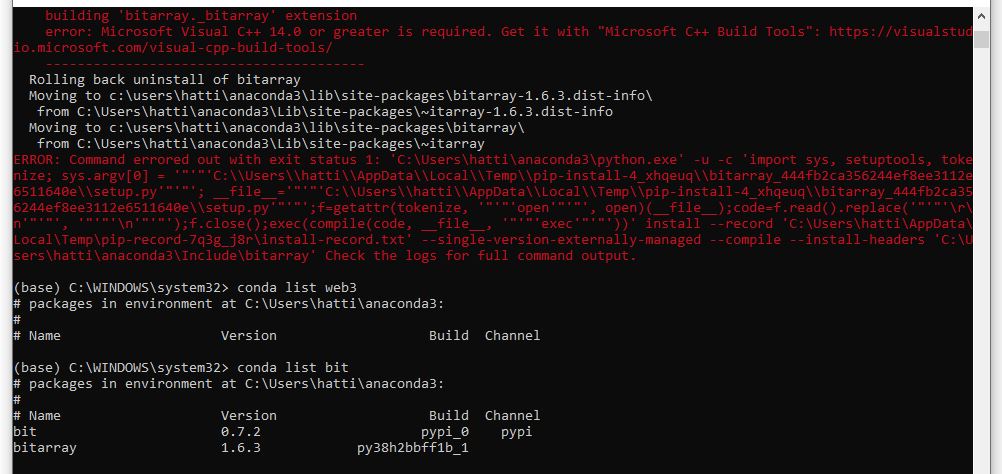 building 'bitarray._bitarray' extension
error: Microsoft Visual C++ 14.0 or greater is required. Get it with "Microsoft C++ Build Tools": https://visualstud
io.microsoft.com/visual-cpp-build-tools/
----------------------------------------
Rolling back uninstall of bitarray
Moving to c:\users\hatti\anaconda3\lib\site-packages\bitarray-1.6.3.dist-info\
from C:\Users\hatti\anaconda3\Lib\site-packages\~itarray-1.6.3.dist-info
Moving to c:\users\hatti\anaconda3\lib\site-packages\bitarray\
from C:\Users\hatti\anaconda3\Lib\site-packages\~itarray
ERROR: Command errored out with exit status 1: 'C:\Users\hatti\anaconda3\python.exe' -u -c 'import sys, setuptools, toke
nize; sys.argv[0] = '"'"'C:\\Users\\hatti\\AppData\\Local\\Temp\\pip-install-4_xhqeuq\\bitarray_444fb2ca356244ef8ee3112e
6511640e\\setup.py'"'"'; __file__='"'"'C:\\Users\\hatti\\AppData\\Local\\Temp\\pip-install-4_xhqeuq\\bitarray_444fb2ca35
6244ef8ee3112e6511640e\\setup.py'"'"';f=getattr(tokenize, '"'"'open'"'"', open)(__file__);code=f.read().replace('"'"'\r\
n'"'"', '"'"'\n'"'"');f.close();exec(compile(code, __file__, '"'"'exec'"'"'))' install --record 'C:\Users\hatti\AppData\
Local\Temp\pip-record-7q3g_j8r\install-record.txt' --single-version-externally-managed --compile --install-headers 'C:\U
sers\hatti\anaconda3\Include\bitarray' Check the logs for full command output.
(base) C:\WINDOWS\system32> conda list web3
# packages in environment at C:\Users\hatti\anaconda3:
#
# Name Version Build Channel
(base) C:\WINDOWS\system32> conda list bit
# packages in environment at C:\Users\hatti\anaconda3:
#
# Name Version Build Channel
bit 0.7.2 pypi_0 pypi
bitarray 1.6.3 py38h2bbff1b_1